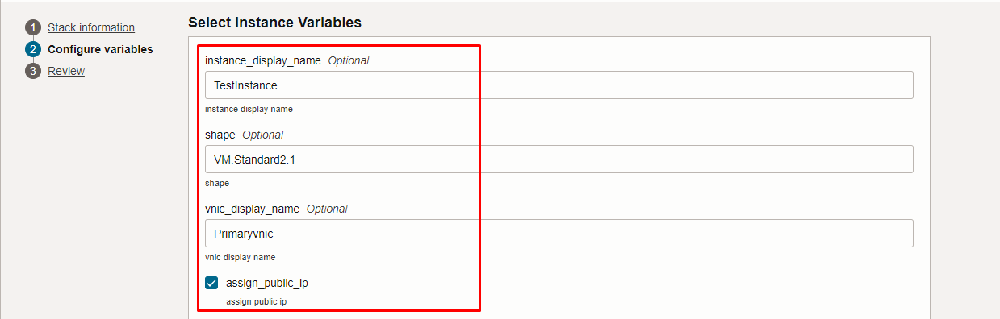 1 Stack information
2 Configure variables
3 Review
Select Instance Variables
instance_display_name Optional
TestInstance
instance display name
shape Optional
VM.Standard2.1
shape
vnic_display_name Optional
Primaryvnic
vnic display name
assign_public_ip
assign public ip